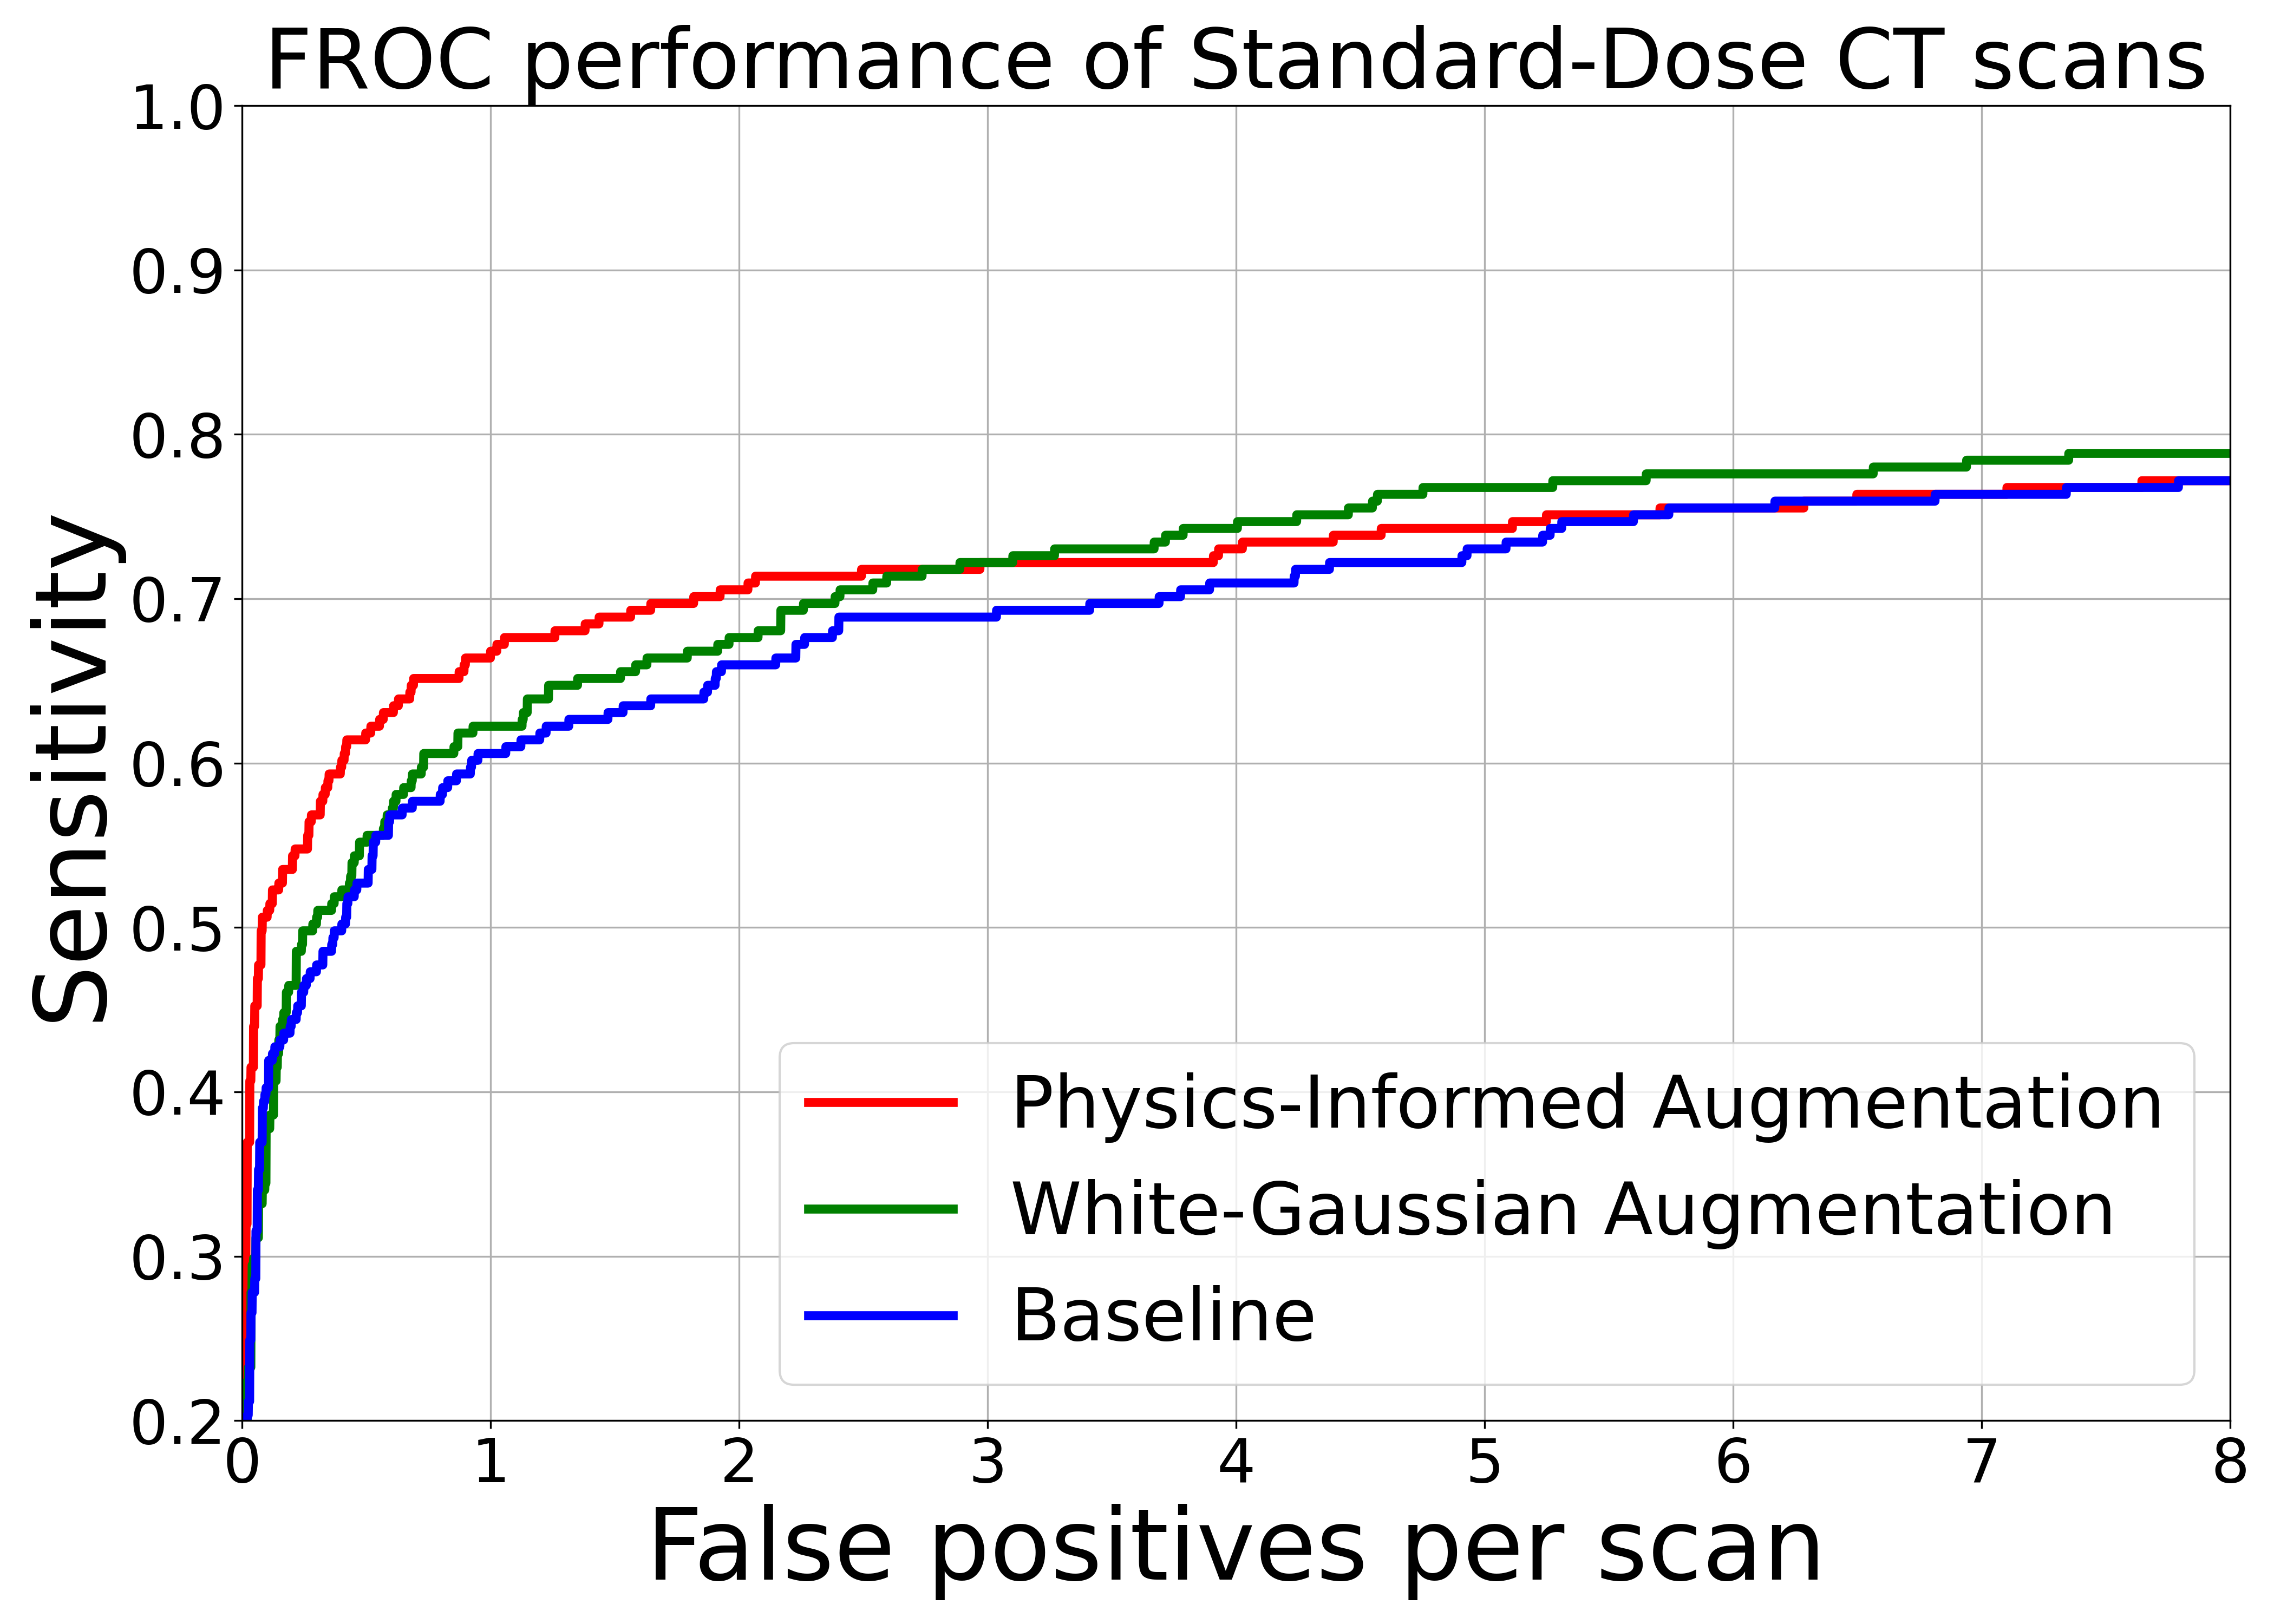 FROC performance of Standard-Dose CT scans
1.0
0.9
0.8
0.7
0.6
0.5
0.4
0.3
0.2
Sensitivity
Physics-Informed Augmentation
White-Gaussian Augmentation
Baseline
0 1 2 3 4 5 6 7 8
False positives per scan